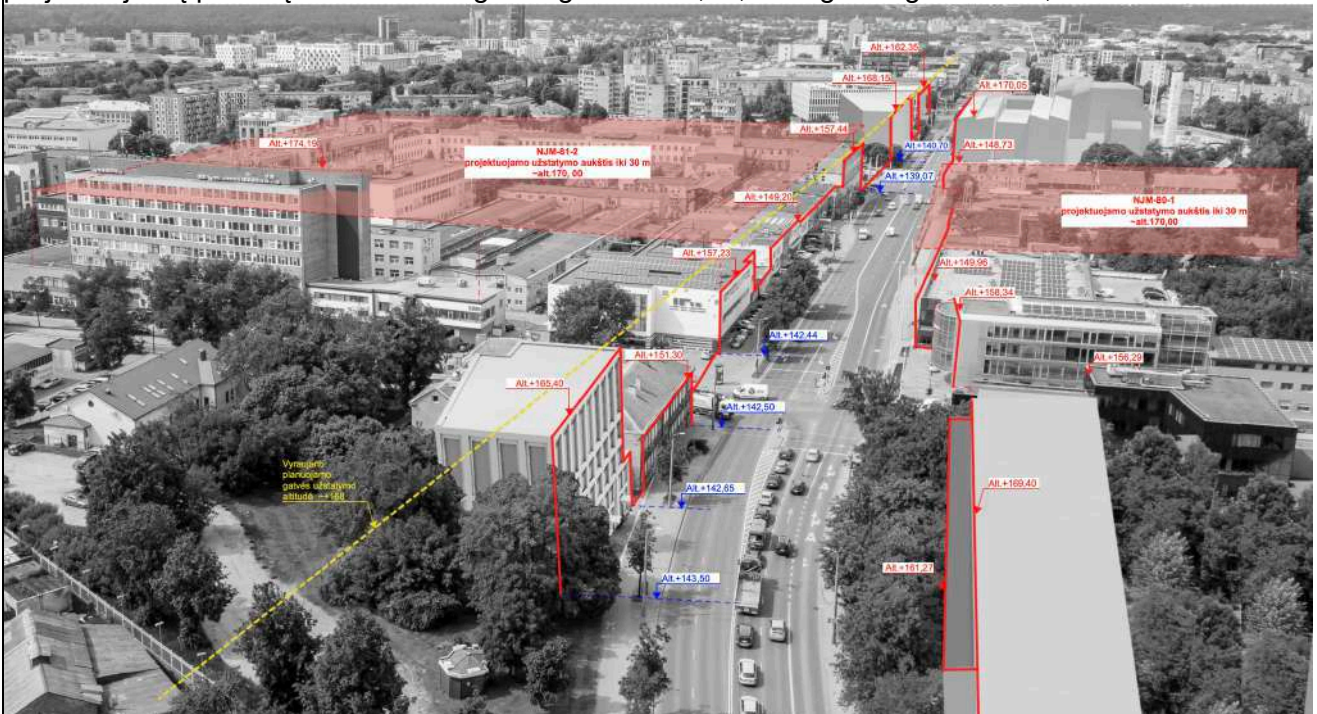 Alt.+162,35
Alt.+168,15
Alt.+170,05
Alt.+174,19
Alt.+157,44
Alt.+140,70
Alt.+148,73
NJM-81-2
projektuojamo užstatymo aukštis iki 30 m
~alt.170, 00
Alt.+139,07
Alt.+149,20
NJM-80-1
projektuojamo užstatymo aukštis iki 30 m
~alt.170,00
Alt.+157,23
Alt.+149,96
Alt.+158,34
Alt.+142,44
Alt.+151,30
Alt.+156,29
Alt.+165,40
Alt.+142,50
Vyraujanti
planuojamo
gatvės užstatymo
altitudė ~+168
Alt.+142,65
Alt.+169,40
Alt.+161,27
Alt.+143,50